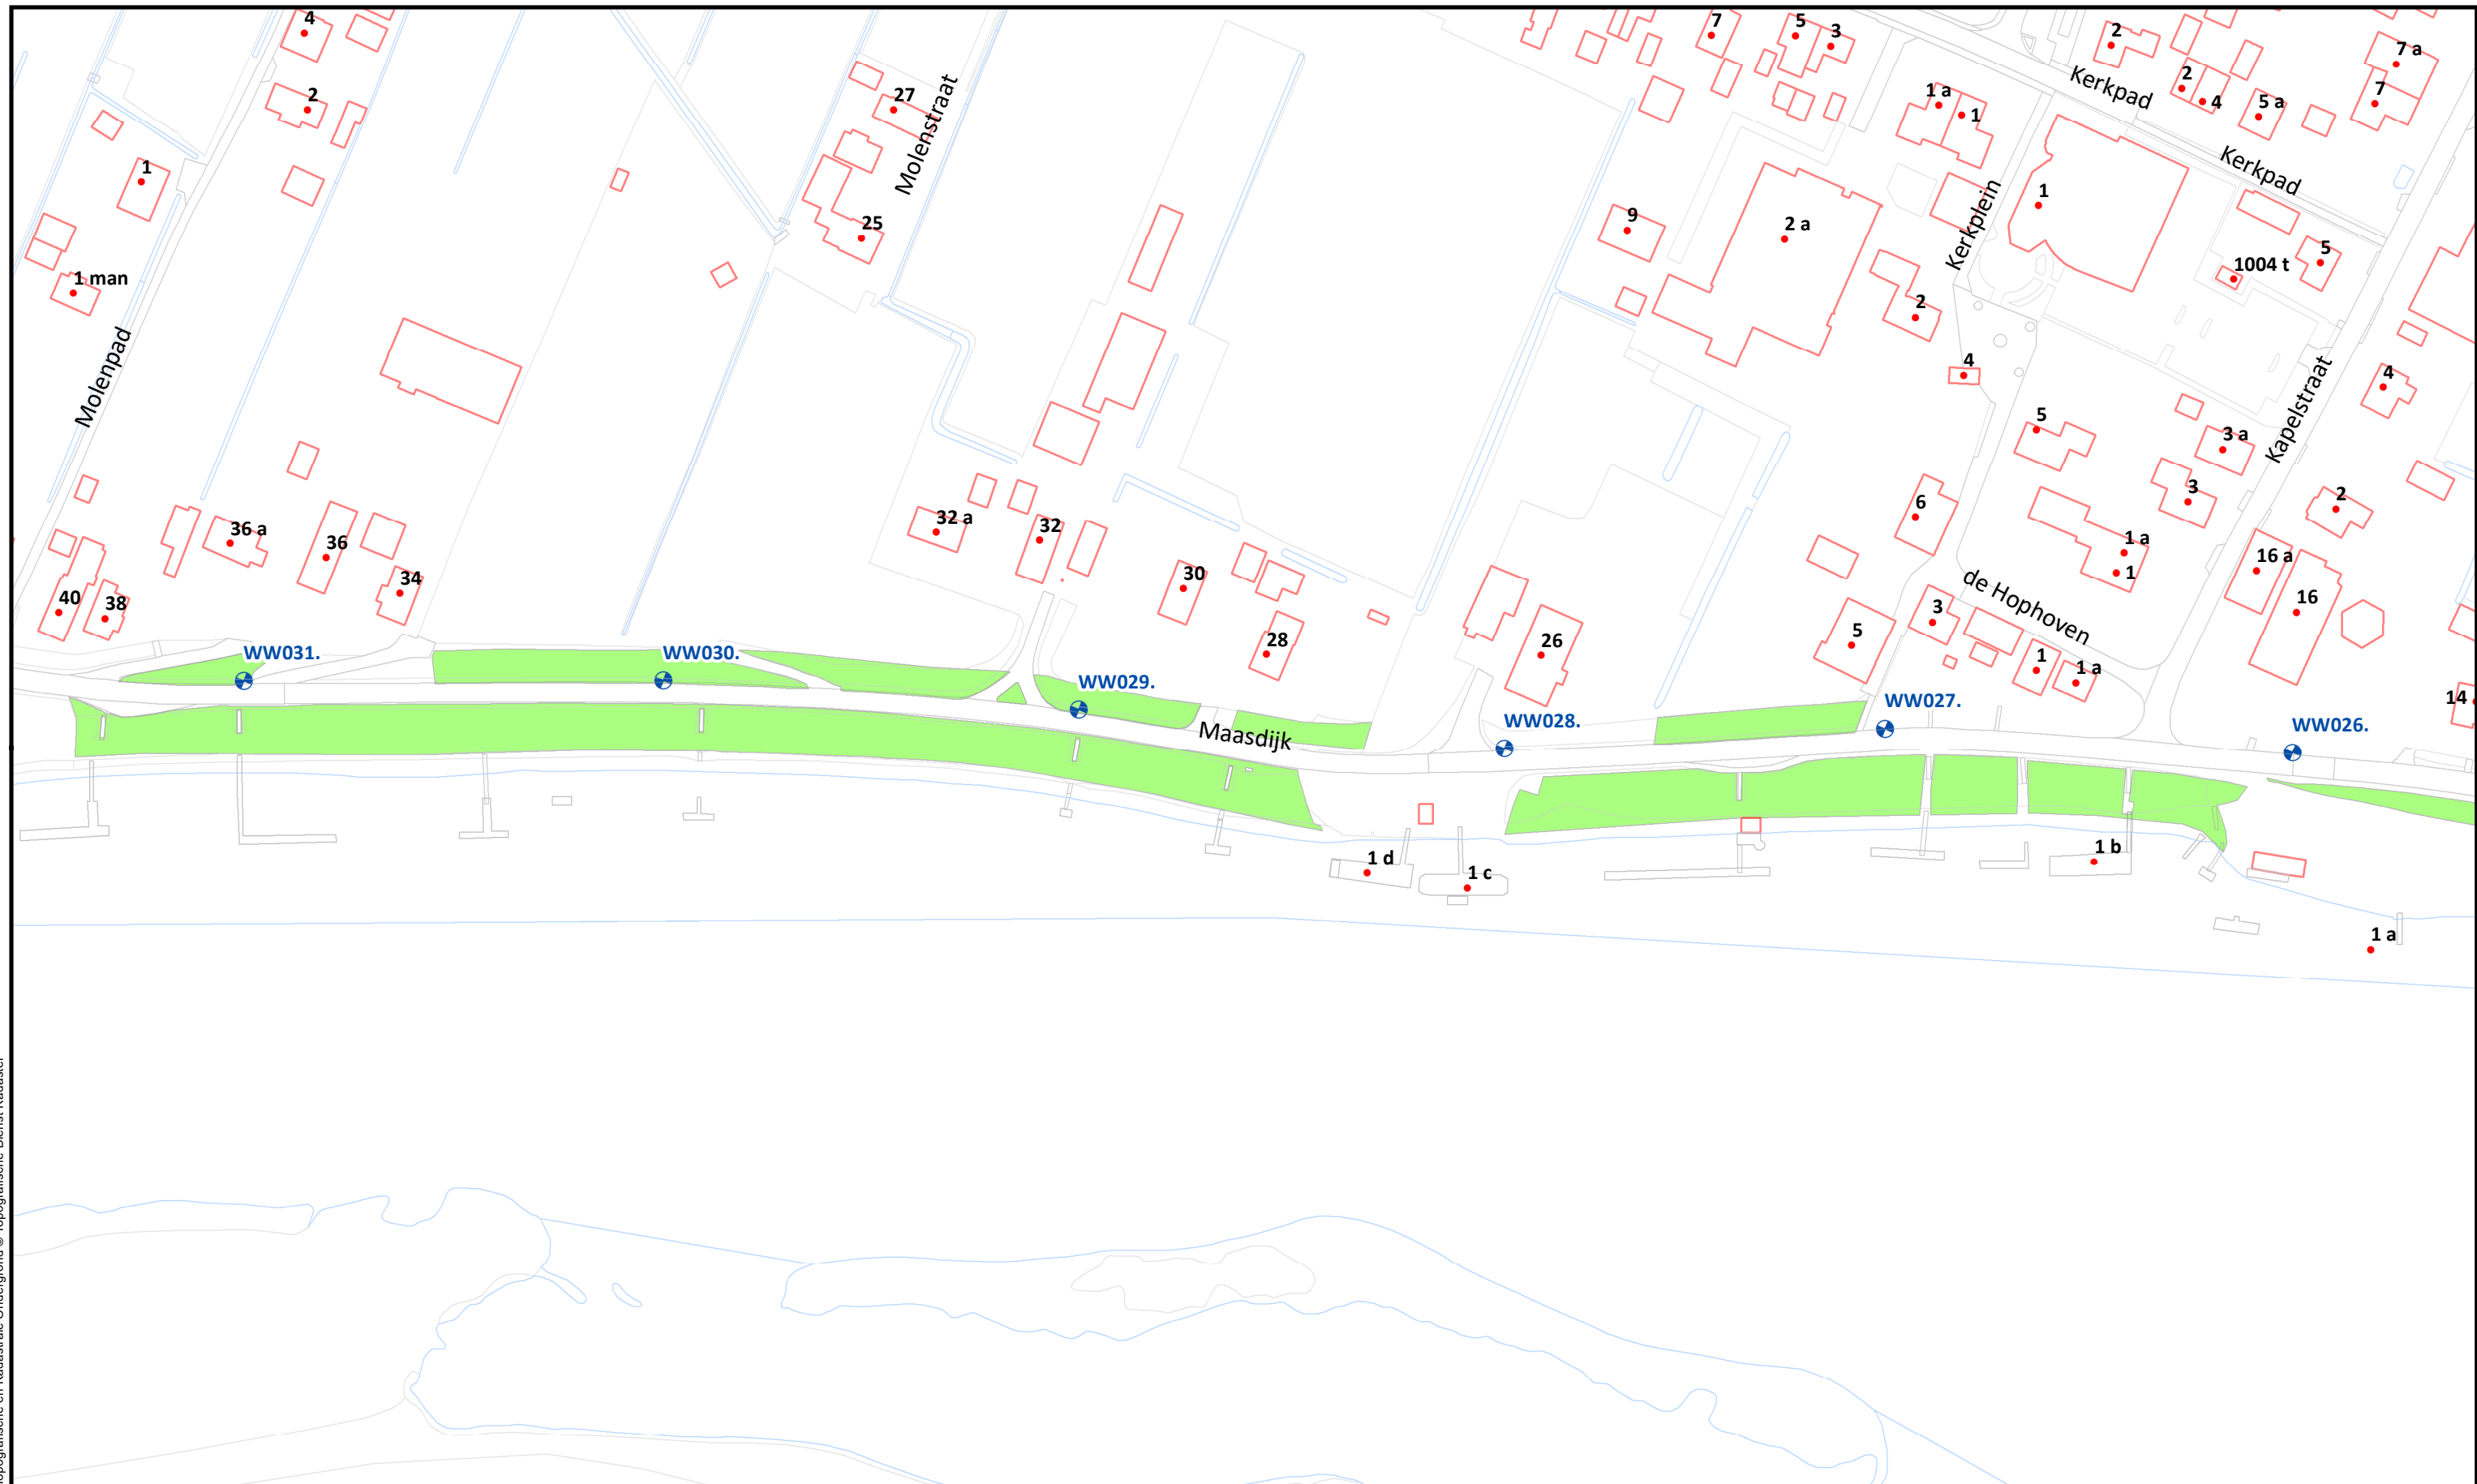 4
7
5
3
2
7 a
2
27
Molenstraat
1 a
1
Kerkpad
2
4
5 a
7
1
Kerkpad
1
9
2 a
Kerkplein
25
5
1 man
1004 t
2
Molenpad
4
4
Kapelstraat
5
3 a
3
2
6
32 a
32
36 a
36
1 a
1
16 a
16
34
30
40
38
3
de Hophoven
28
26
5
1
1 a
14
WW031.
WW030.
WW029.
WW028.
WW027.
WW026.
Maasdijk
1 d
1 c
1 b
1 a